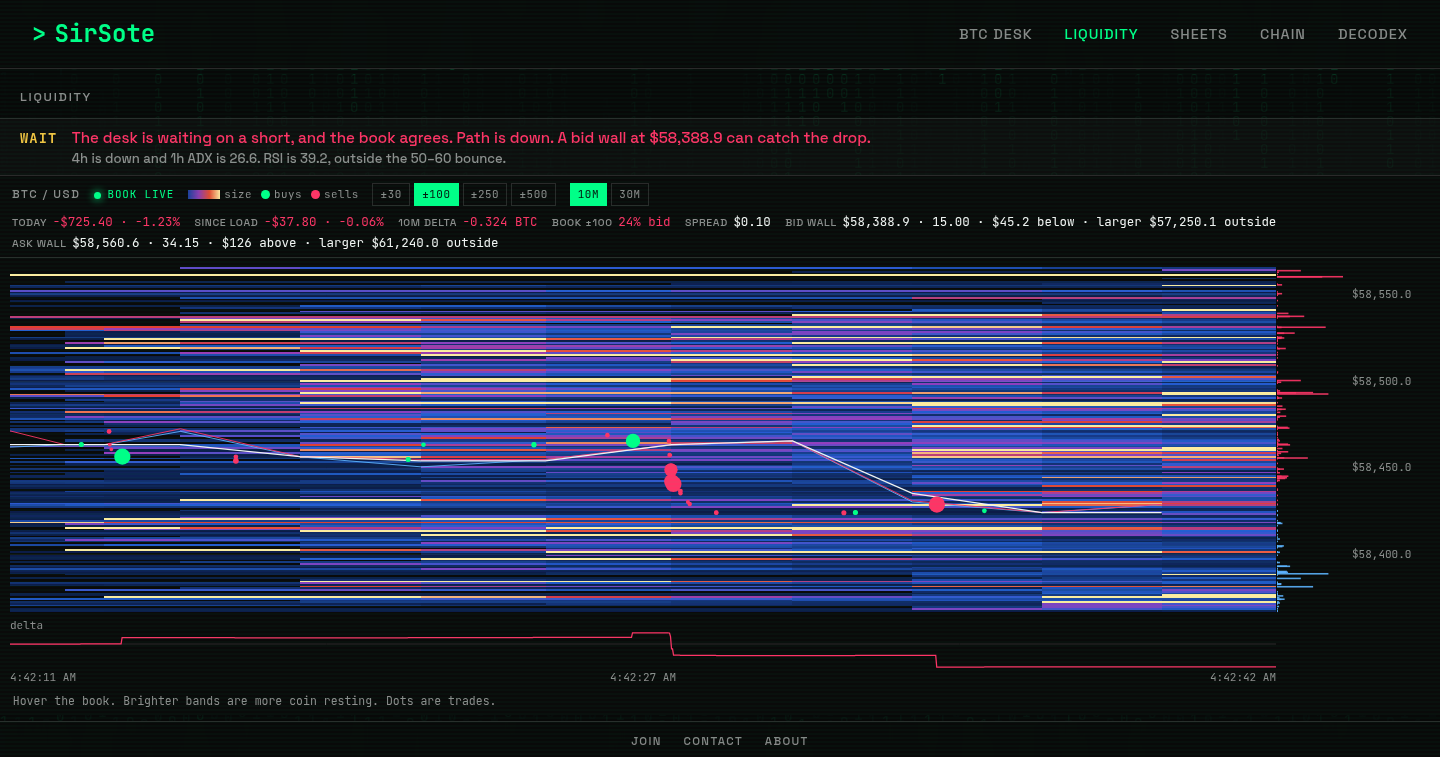 > SirSote
BTC DESK LIQUIDITY SHEETS CHAIN DECODEX
LIQUIDITY
WAIT The desk is waiting on a short, and the book agrees. Path is down. A bid wall at $58,388.9 can catch the drop.
4h is down and 1h ADX is 26.6. RSI is 39.2, outside the 50–60 bounce.
BTC / USD BOOK LIVE size buys sells ±30 ±100 ±250 ±500 10M 30M
TODAY -$725.40 · -1.23% SINCE LOAD -$37.80 · -0.06% 10M DELTA -0.324 BTC BOOK ±100 24% bid SPREAD $0.10 BID WALL $58,388.9 · 15.00 · $45.2 below · larger $57,250.1 outside
ASK WALL $58,560.6 · 34.15 · $126 above · larger $61,240.0 outside
$58,550.0
$58,500.0
$58,450.0
$58,400.0
delta
4:42:11 AM 4:42:27 AM 4:42:42 AM
Hover the book. Brighter bands are more coin resting. Dots are trades.
JOIN CONTACT ABOUT